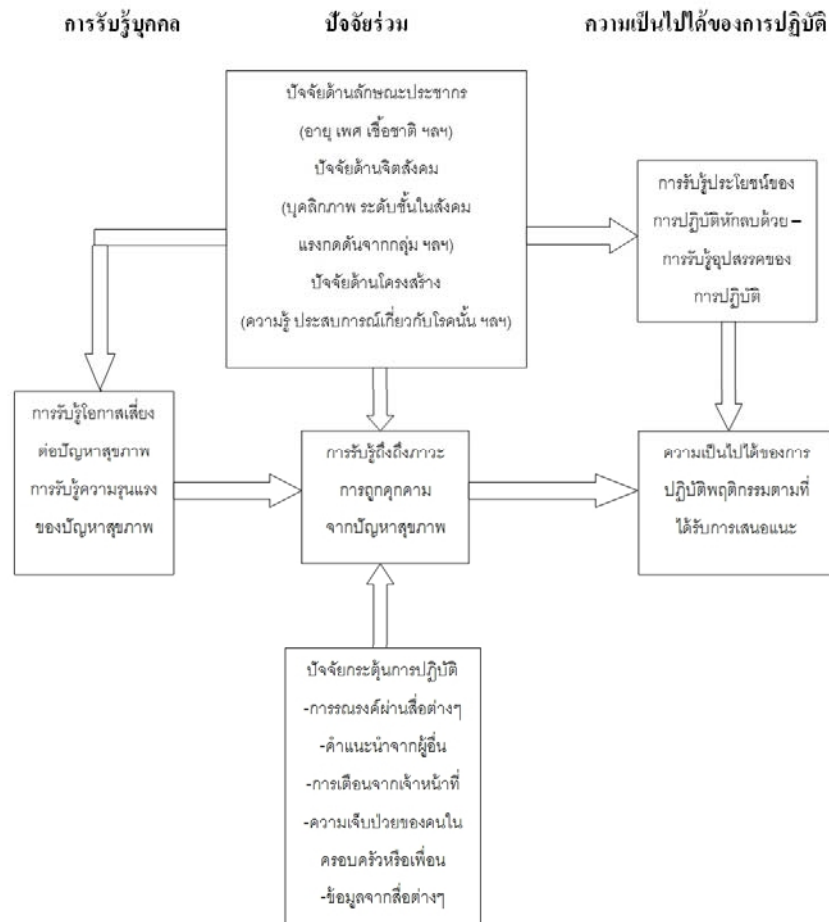 การรับรู้บุคคล
ปัจจัยร่วม
ความเป็นไปได้ของการปฏิบัติ
ปัจจัยด้านลักษณะประชากร
(อายุ เพศ เชื้อชาติ ฯลฯ)
ปัจจัยด้านจิตสังคม
(บุคลิกภาพ ระดับชั้นในสังคม
แรงกดดันจากกลุ่ม ฯลฯ)
ปัจจัยด้านโครงสร้าง
(ความรู้ ประสบการณ์เกี่ยวกับโรคนั้น ฯลฯ)
การรับรู้ประโยชน์ของ
การปฏิบัติหักลบด้วย –
การรับรู้อุปสรรคของ
การปฏิบัติ
การรับรู้โอกาสเสี่ยง
ต่อปัญหาสุขภาพ
การรับรู้ความรุนแรง
ของปัญหาสุขภาพ
การรับรู้ถึงถึงภาวะ
การถูกคุกคาม
จากปัญหาสุขภาพ
ความเป็นไปได้ของการ
ปฏิบัติพฤติกรรมตามที่
ได้รับการเสนอแนะ
ปัจจัยกระตุ้นการปฏิบัติ
-การรณรงค์ผ่านสื่อต่างๆ
-คำแนะนำจากผู้อื่น
-การเตือนจากเจ้าหน้าที่
-ความเจ็บป่วยของคนใน
ครอบครัวหรือเพื่อน
-ข้อมูลจากสื่อต่างๆ